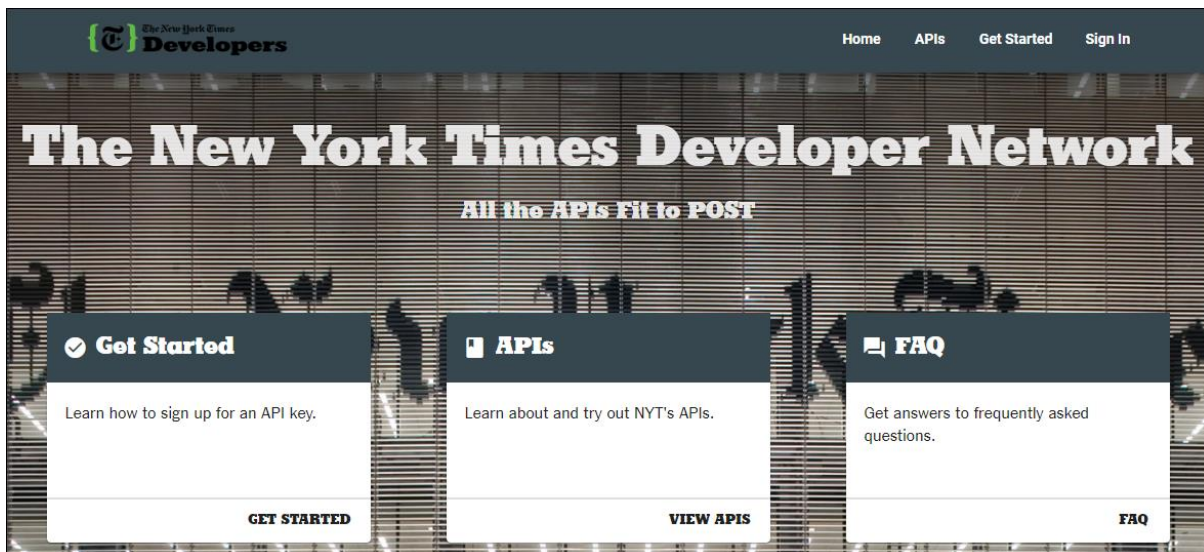 The New York Times
Developers
Home APIs Get Started Sign In
The New York Times Developer Network
All the APIs Fit to POST
Get Started
APIs
FAQ
Learn how to sign up for an API key.
Learn about and try out NYT's APIs.
Get answers to frequently asked
questions.
GET STARTED
VIEW APIS
FAQ